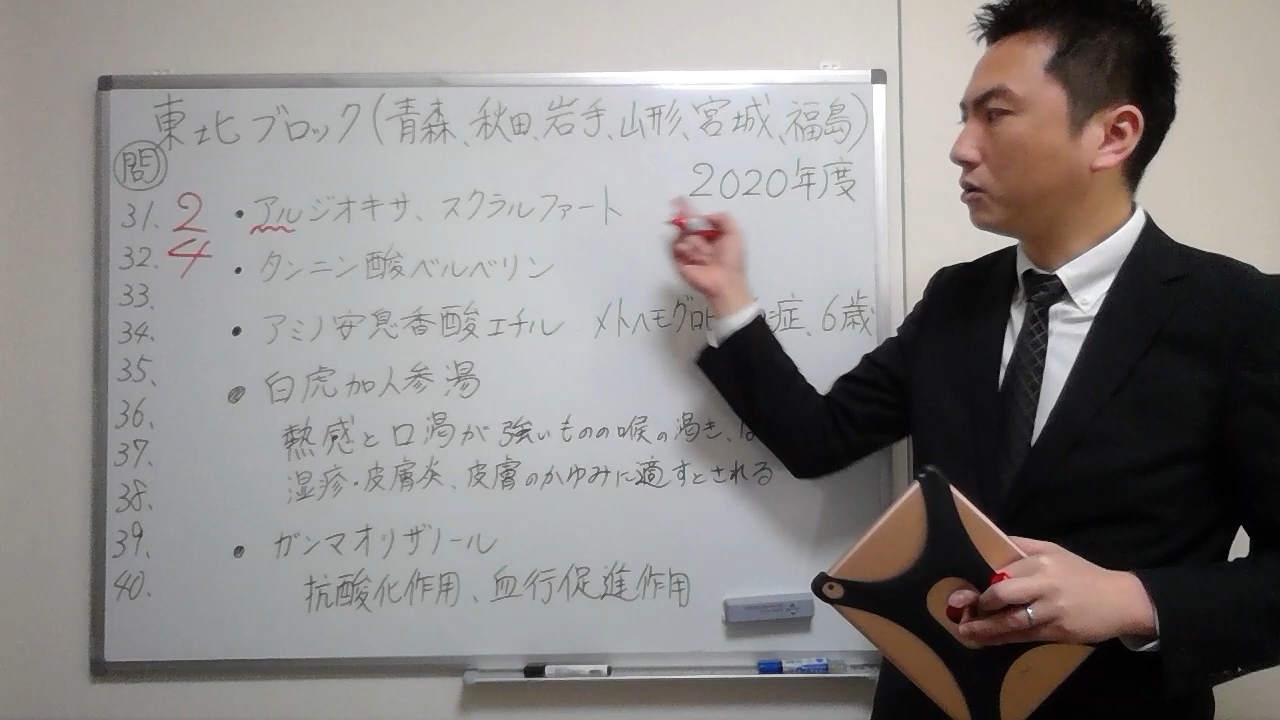 東北ブロック(青森、秋田、岩手、山形、宮城、福島)
2020年度
問
31. 2 ・アルジオキサ、スクラルファート
32. 4 ・タンニン酸ベルベリン
33.
34. ・アミノ安息香酸エチル メトヘモグロビ 症、6歳
35.
・白虎加人参湯
36.
熱感と口渇が強いものの喉の渇き、ほ
37.
湿疹・皮膚炎、皮膚のかゆみに適すとされる
38.
39. ・ガンマオリザノール
40. 抗酸化作用、血行促進作用